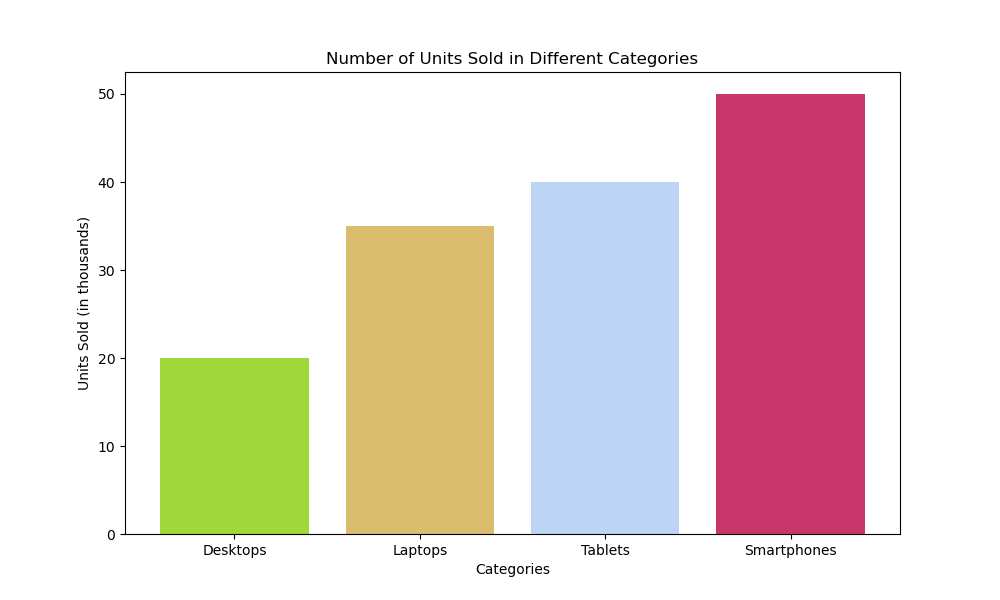 Number of Units Sold in Different Categories
Units Sold (in thousands)
50
40
30
20
10
0
Desktops Laptops Tablets Smartphones
Categories